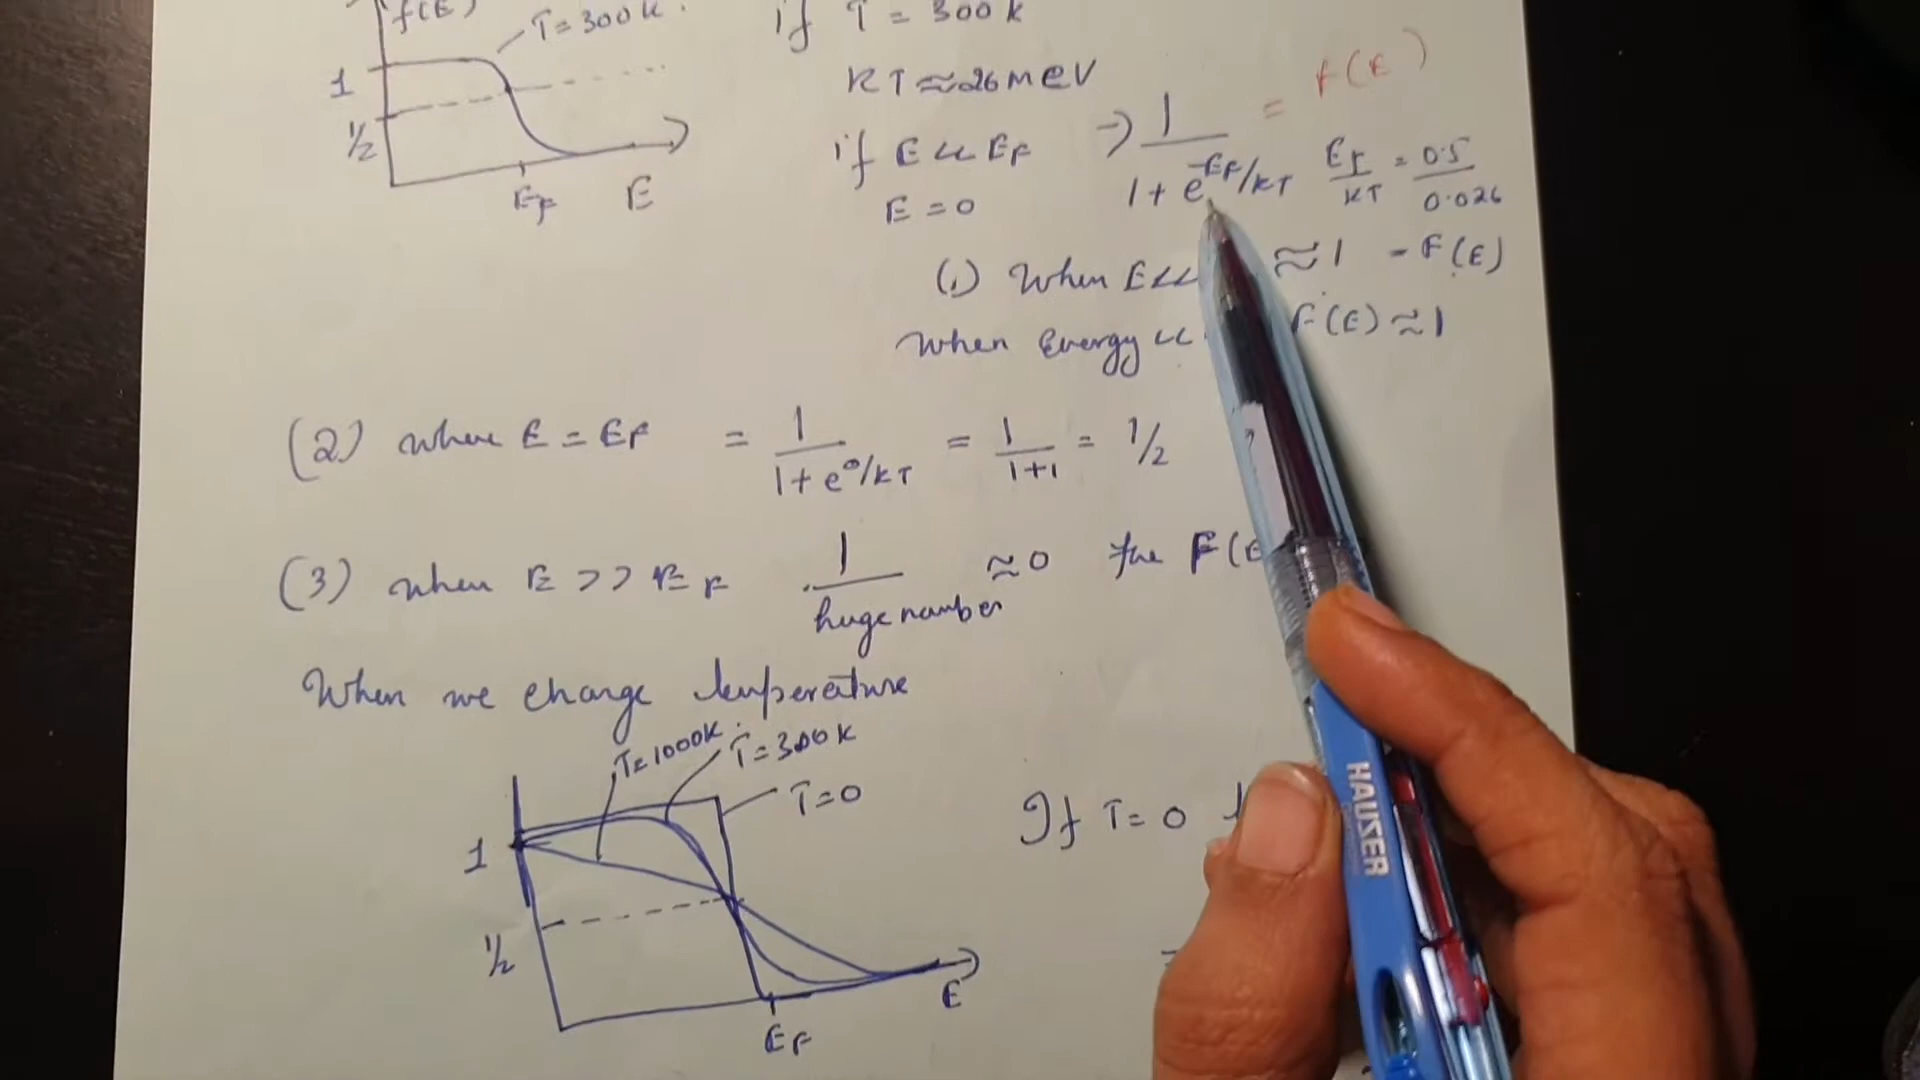 f(E) T = 300 K.
1
1/2
EF E
if T = 300 K
KT ≈ 26 meV
if E << EF → 1 / 1 + e^-EF/KT = F(E)
E = 0
EF / KT = 0.5 / 0.026
(1) When E << ≈ 1 - F(E)
When Energy << F(E) ≈ 1
(2) where E = EF = 1 / 1 + e^0/KT = 1 / 1+1 = 1/2
(3) when E >> EF 1 / huge number ≈ 0 the F(E
When we change temperature
T=1000K T = 300K
T = 0
1
1/2
E
EF
If T = 0
HAUSER